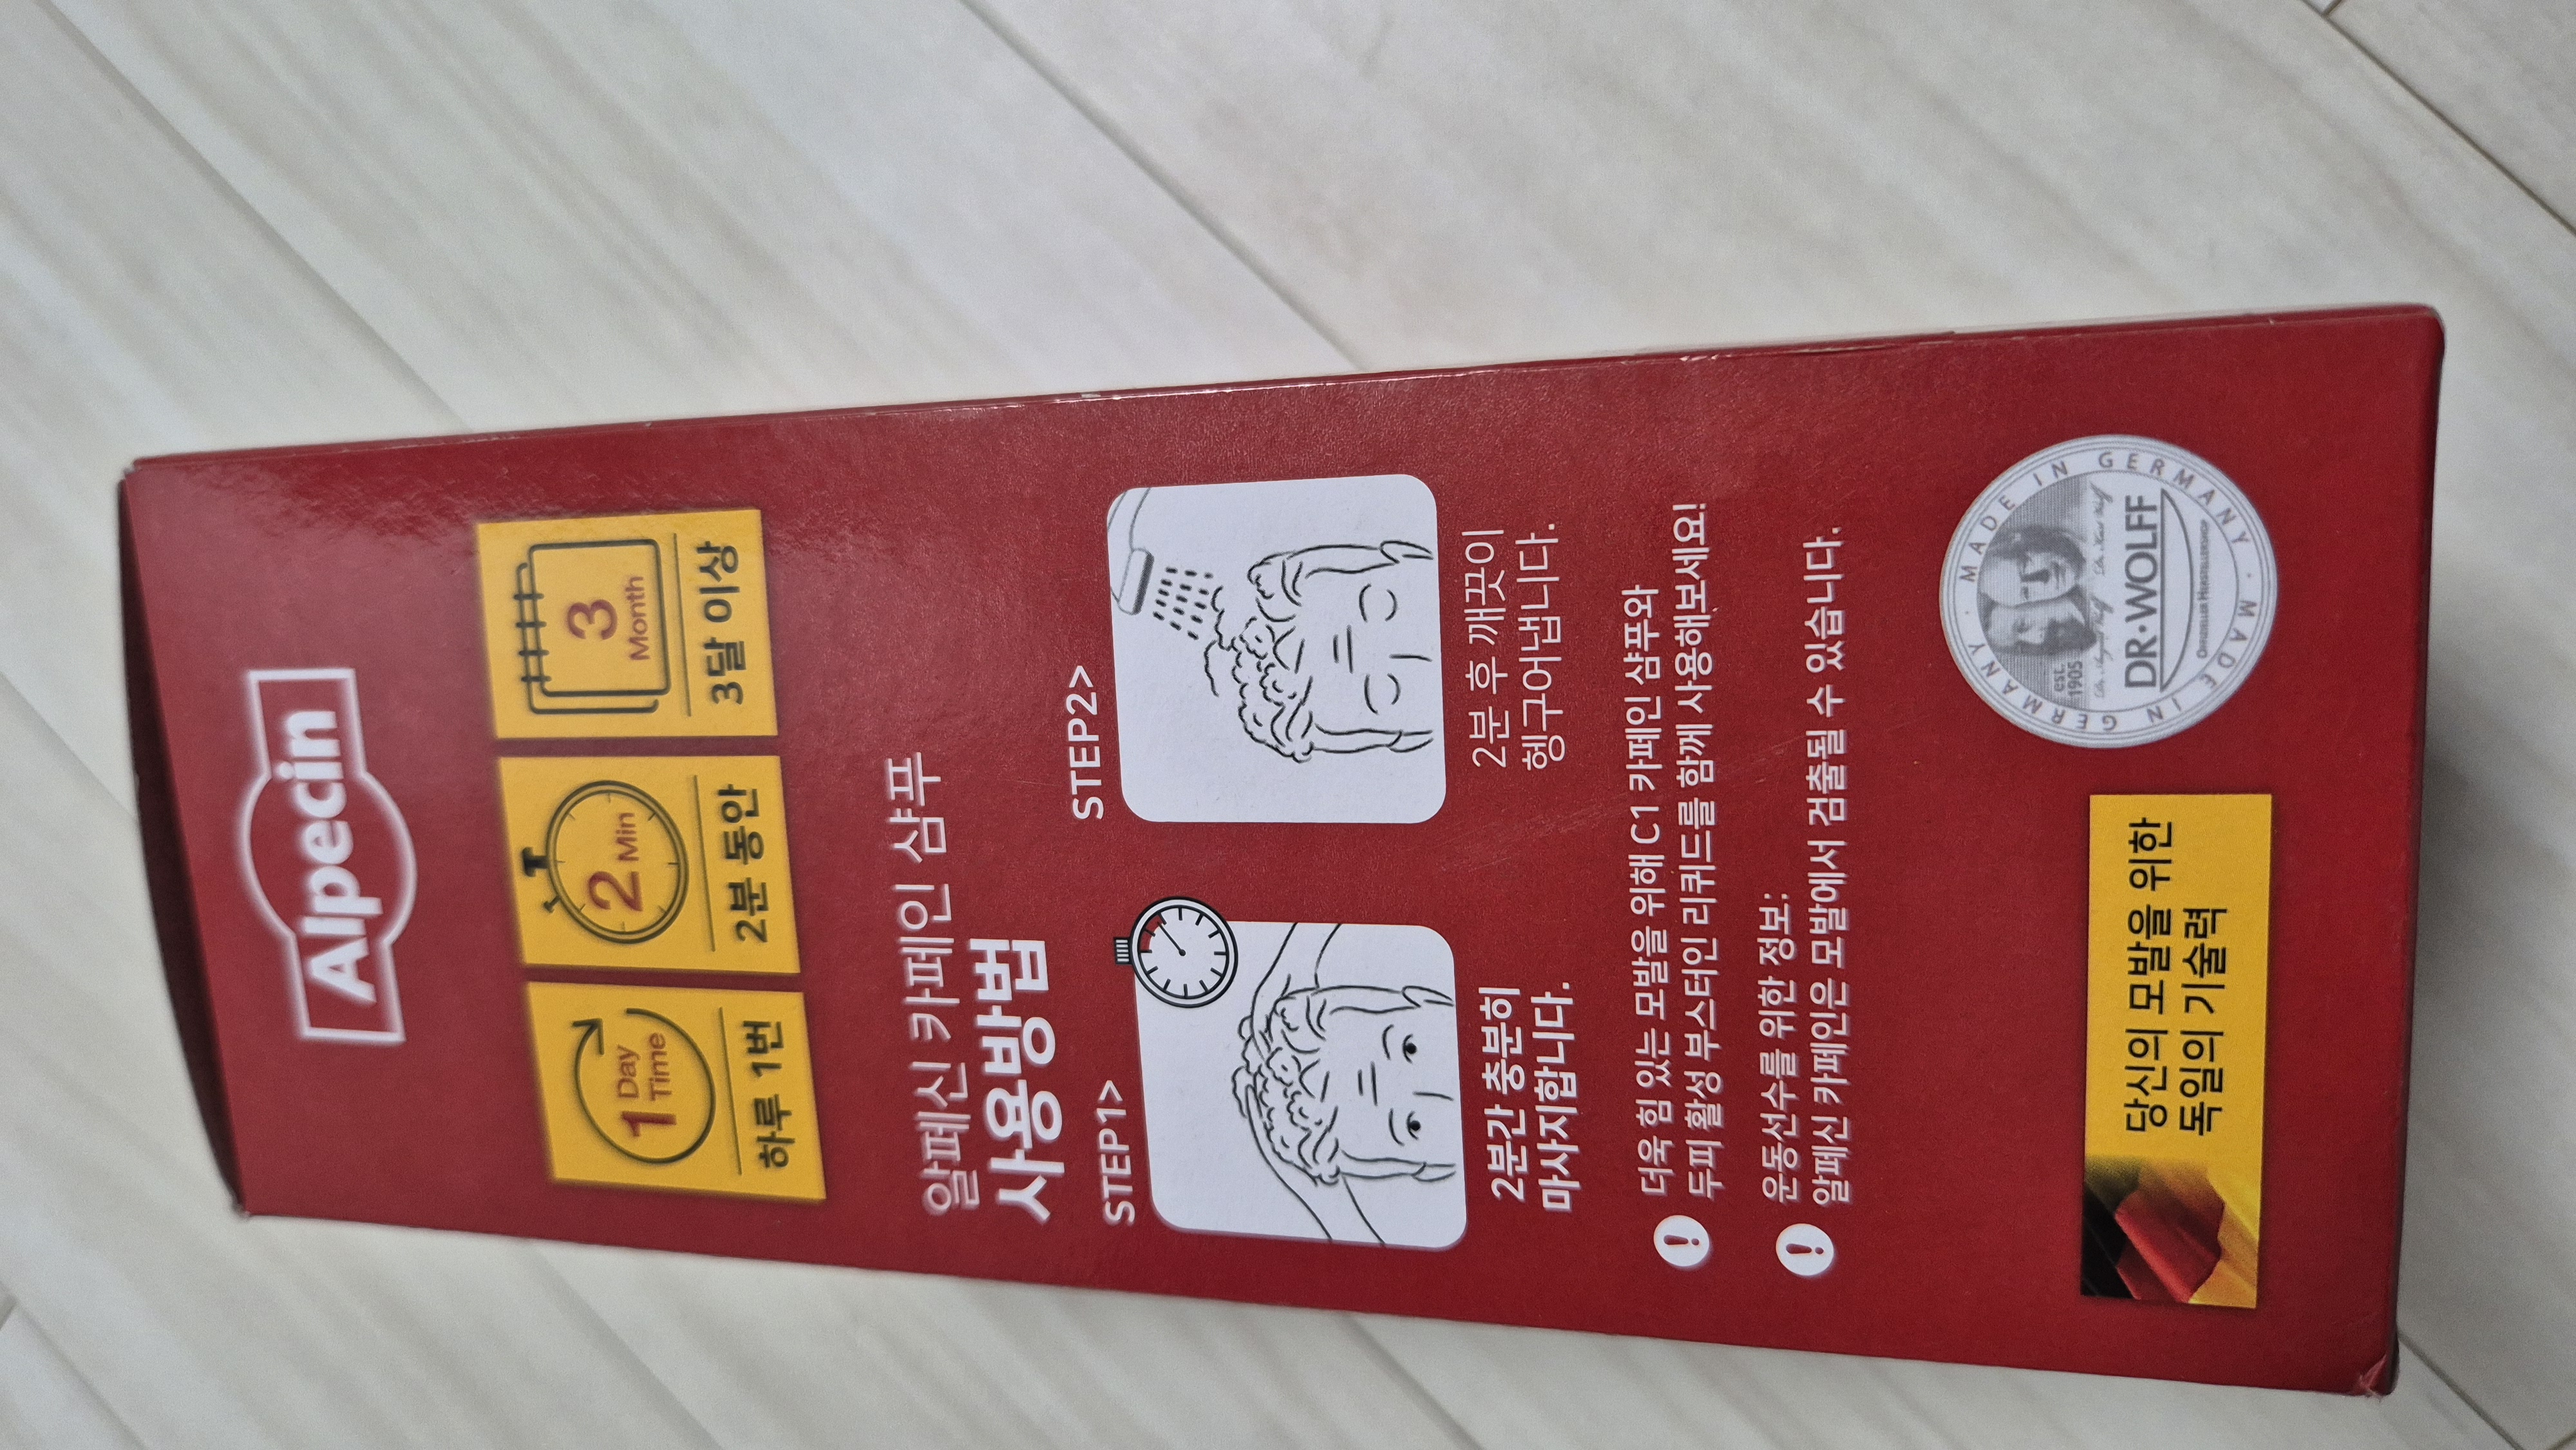 Alpecin
1 Day
Time
하루 1번
2 Min
2분 동안
3
Month
3달 이상
알페신 카페인 샴푸
사용방법
STEP1>
2분간 충분히
마사지합니다.
STEP2>
2분 후 깨끗이
헹구어냅니다.
! 더욱 힘 있는 모발을 위해 C1 카페인 샴푸와
두피 활성 부스터인 리퀴드를 함께 사용해보세요!
! 운동선수를 위한 정보:
알페신 카페인은 모발에서 검출될 수 있습니다.
당신의 모발을 위한
독일의 기술력
MADE IN GERMANY · MADE IN GERMANY ·
est.
1905
DR·WOLFF